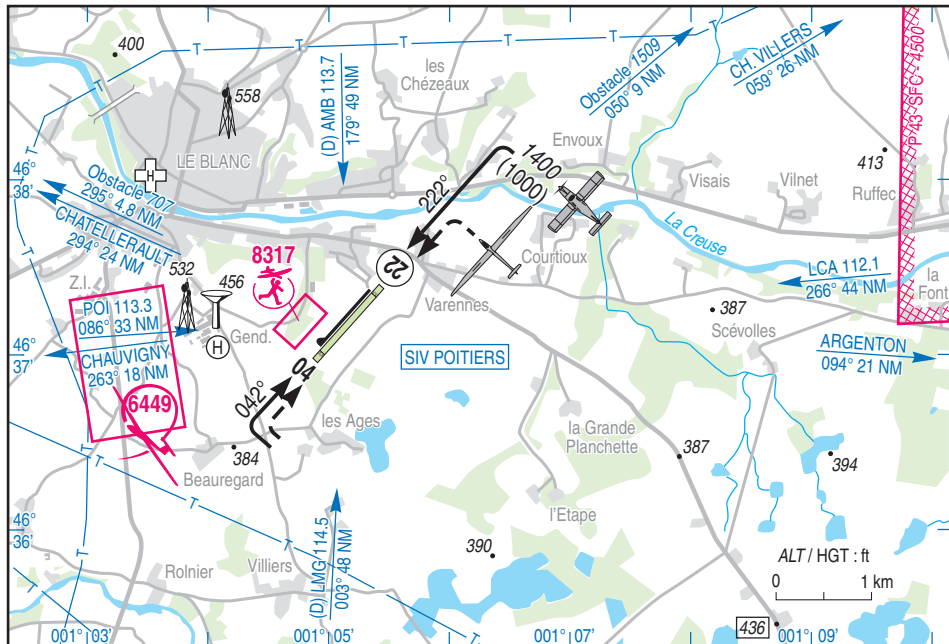 400
558
(D) AMB 113.7
179° 49 NM
les
Chézeaux
Obstacle 1509
050° 9 NM
CH. VILLERS
059° 26 NM
P 43 SFC - 4500
LE BLANC
H
Envoux
1400
(1000)
222°
413
Visais
Vilnet
Ruffec
46°
38'
Obstacle 707
295° 4.8 NM
CHATELLERAULT
294° 24 NM
La Creuse
Courtioux
8317
22
532
456
Z.I.
LCA 112.1
266° 44 NM
la
Font
POI 113.3
086° 33 NM
Gend.
Varennes
387
Scévolles
H
SIV POITIERS
46°
37'
CHAUVIGNY
263° 18 NM
04
ARGENTON
094° 21 NM
6449
042°
les Ages
la Grande
Planchette
384
387
394
Beauregard
l'Etape
46°
36'
(D) LMG 114.5
003° 48 NM
390
Rolnier
Villiers
ALT / HGT : ft
0
1 km
436
001° 03'
001° 05'
001° 07'
001° 09'
T
T
T
T
T
T
T
T
T
T